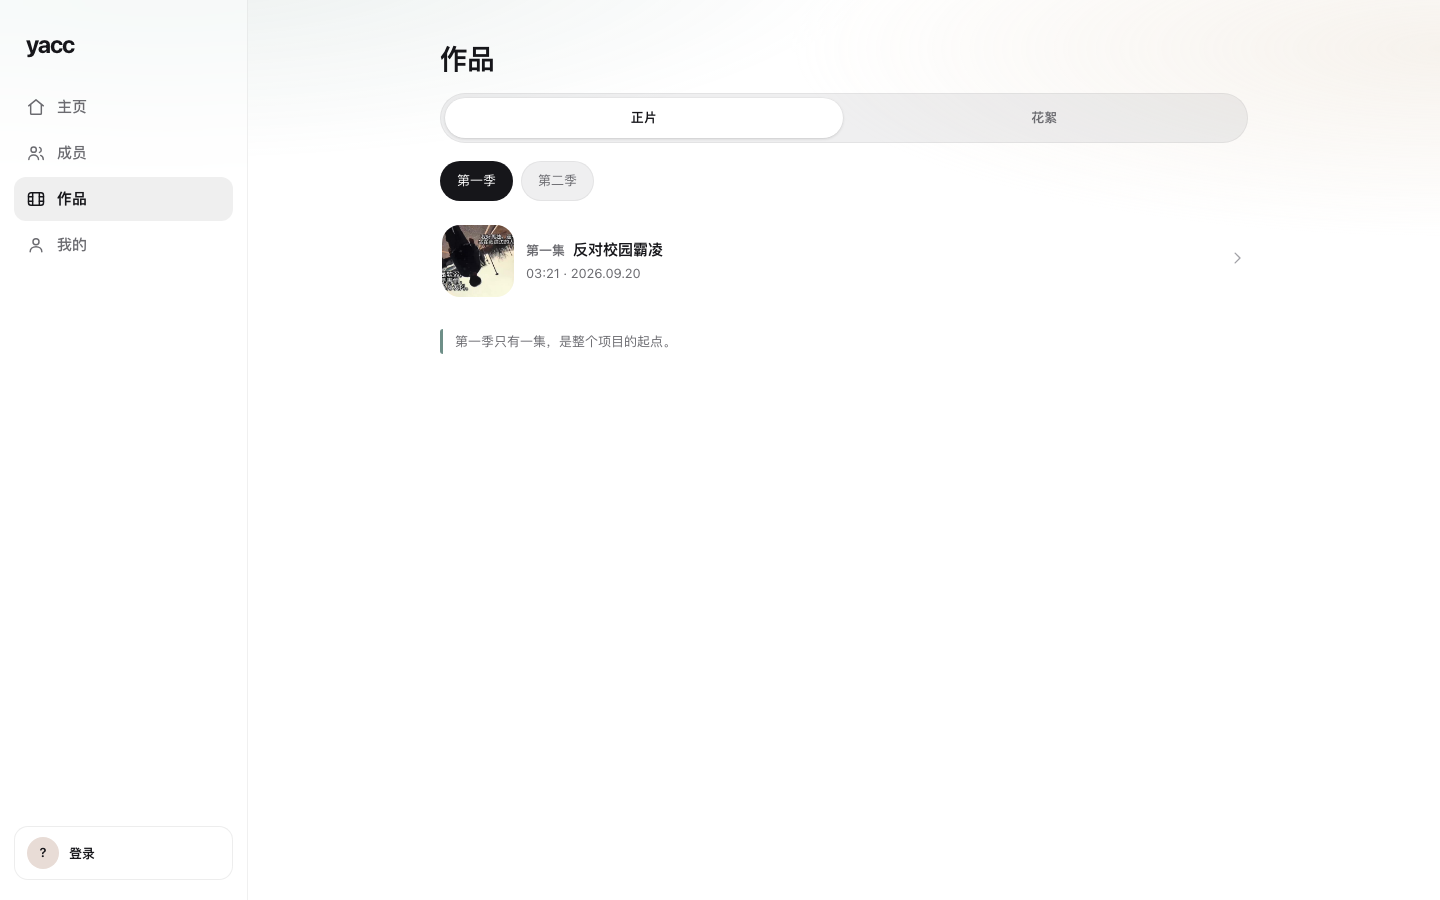 yacc
主页
成员
作品
我的
?
登录
作品
正片
花絮
第一季
第二季
第一集 反对校园霸凌
03:21 · 2026.09.20
第一季只有一集，是整个项目的起点。